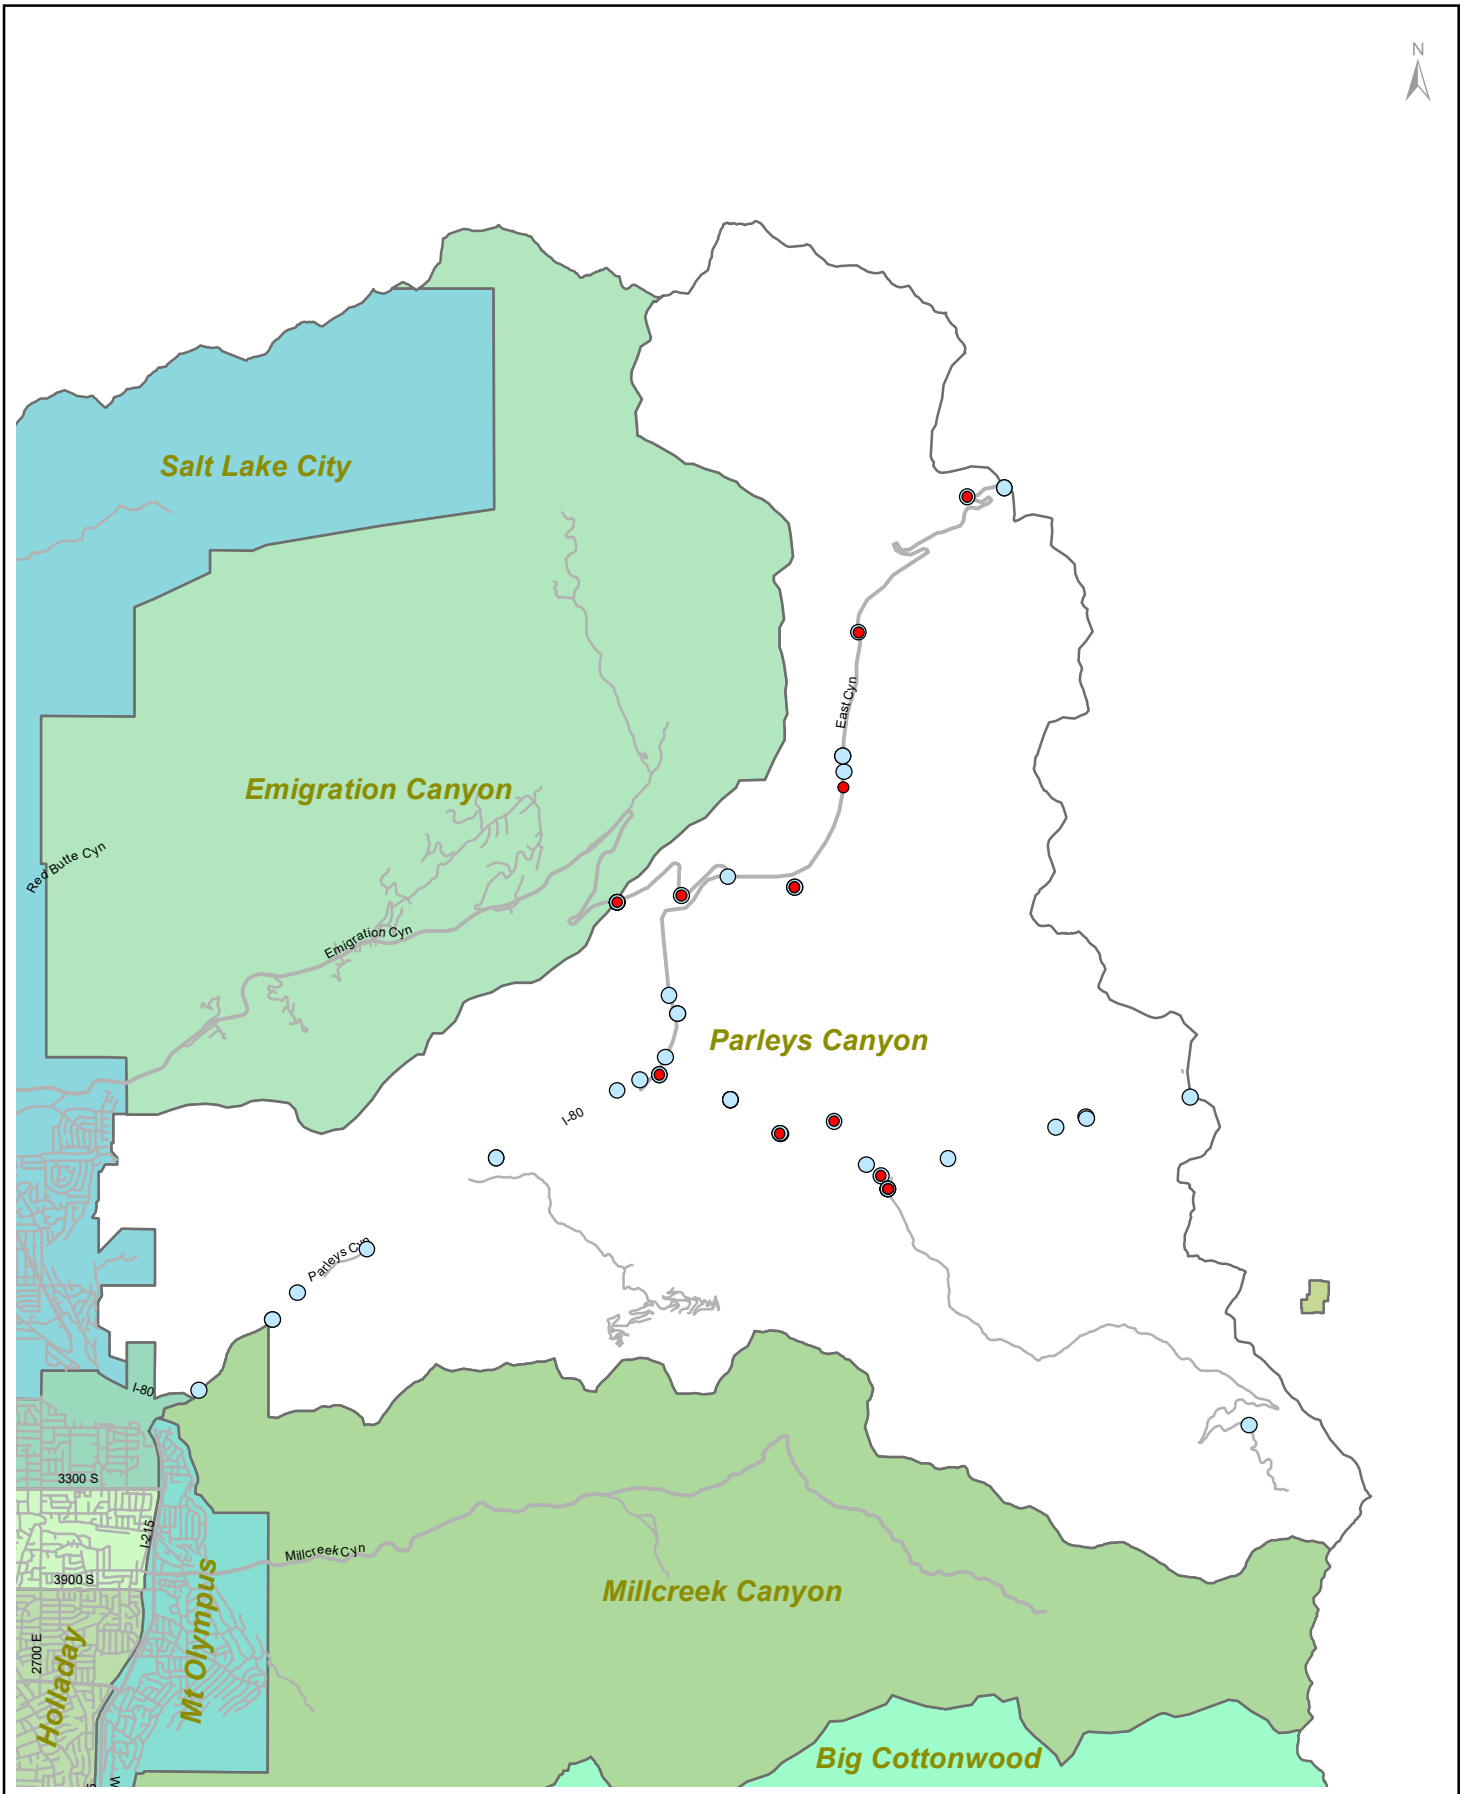 N
Salt Lake City
East Cyn
Emigration Canyon
Red Butte Cyn
Emigration Cyn
Parleys Canyon
I-80
Parleys Cyn
I-80
3300 S
I-215
Millcreek Cyn
3900 S
Millcreek Canyon
2700 E
Holladay
Mt Olympus
Big Cottonwood
S
W